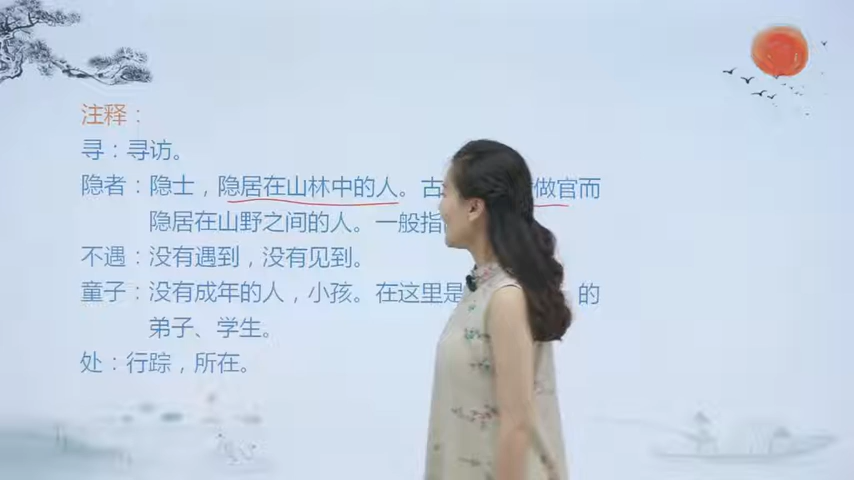 注释：
寻：寻访。
隐者：隐士，隐居在山林中的人。古 做官而
隐居在山野之间的人。一般指
不遇：没有遇到，没有见到。
童子：没有成年的人，小孩。在这里是 的
弟子、学生。
处：行踪，所在。